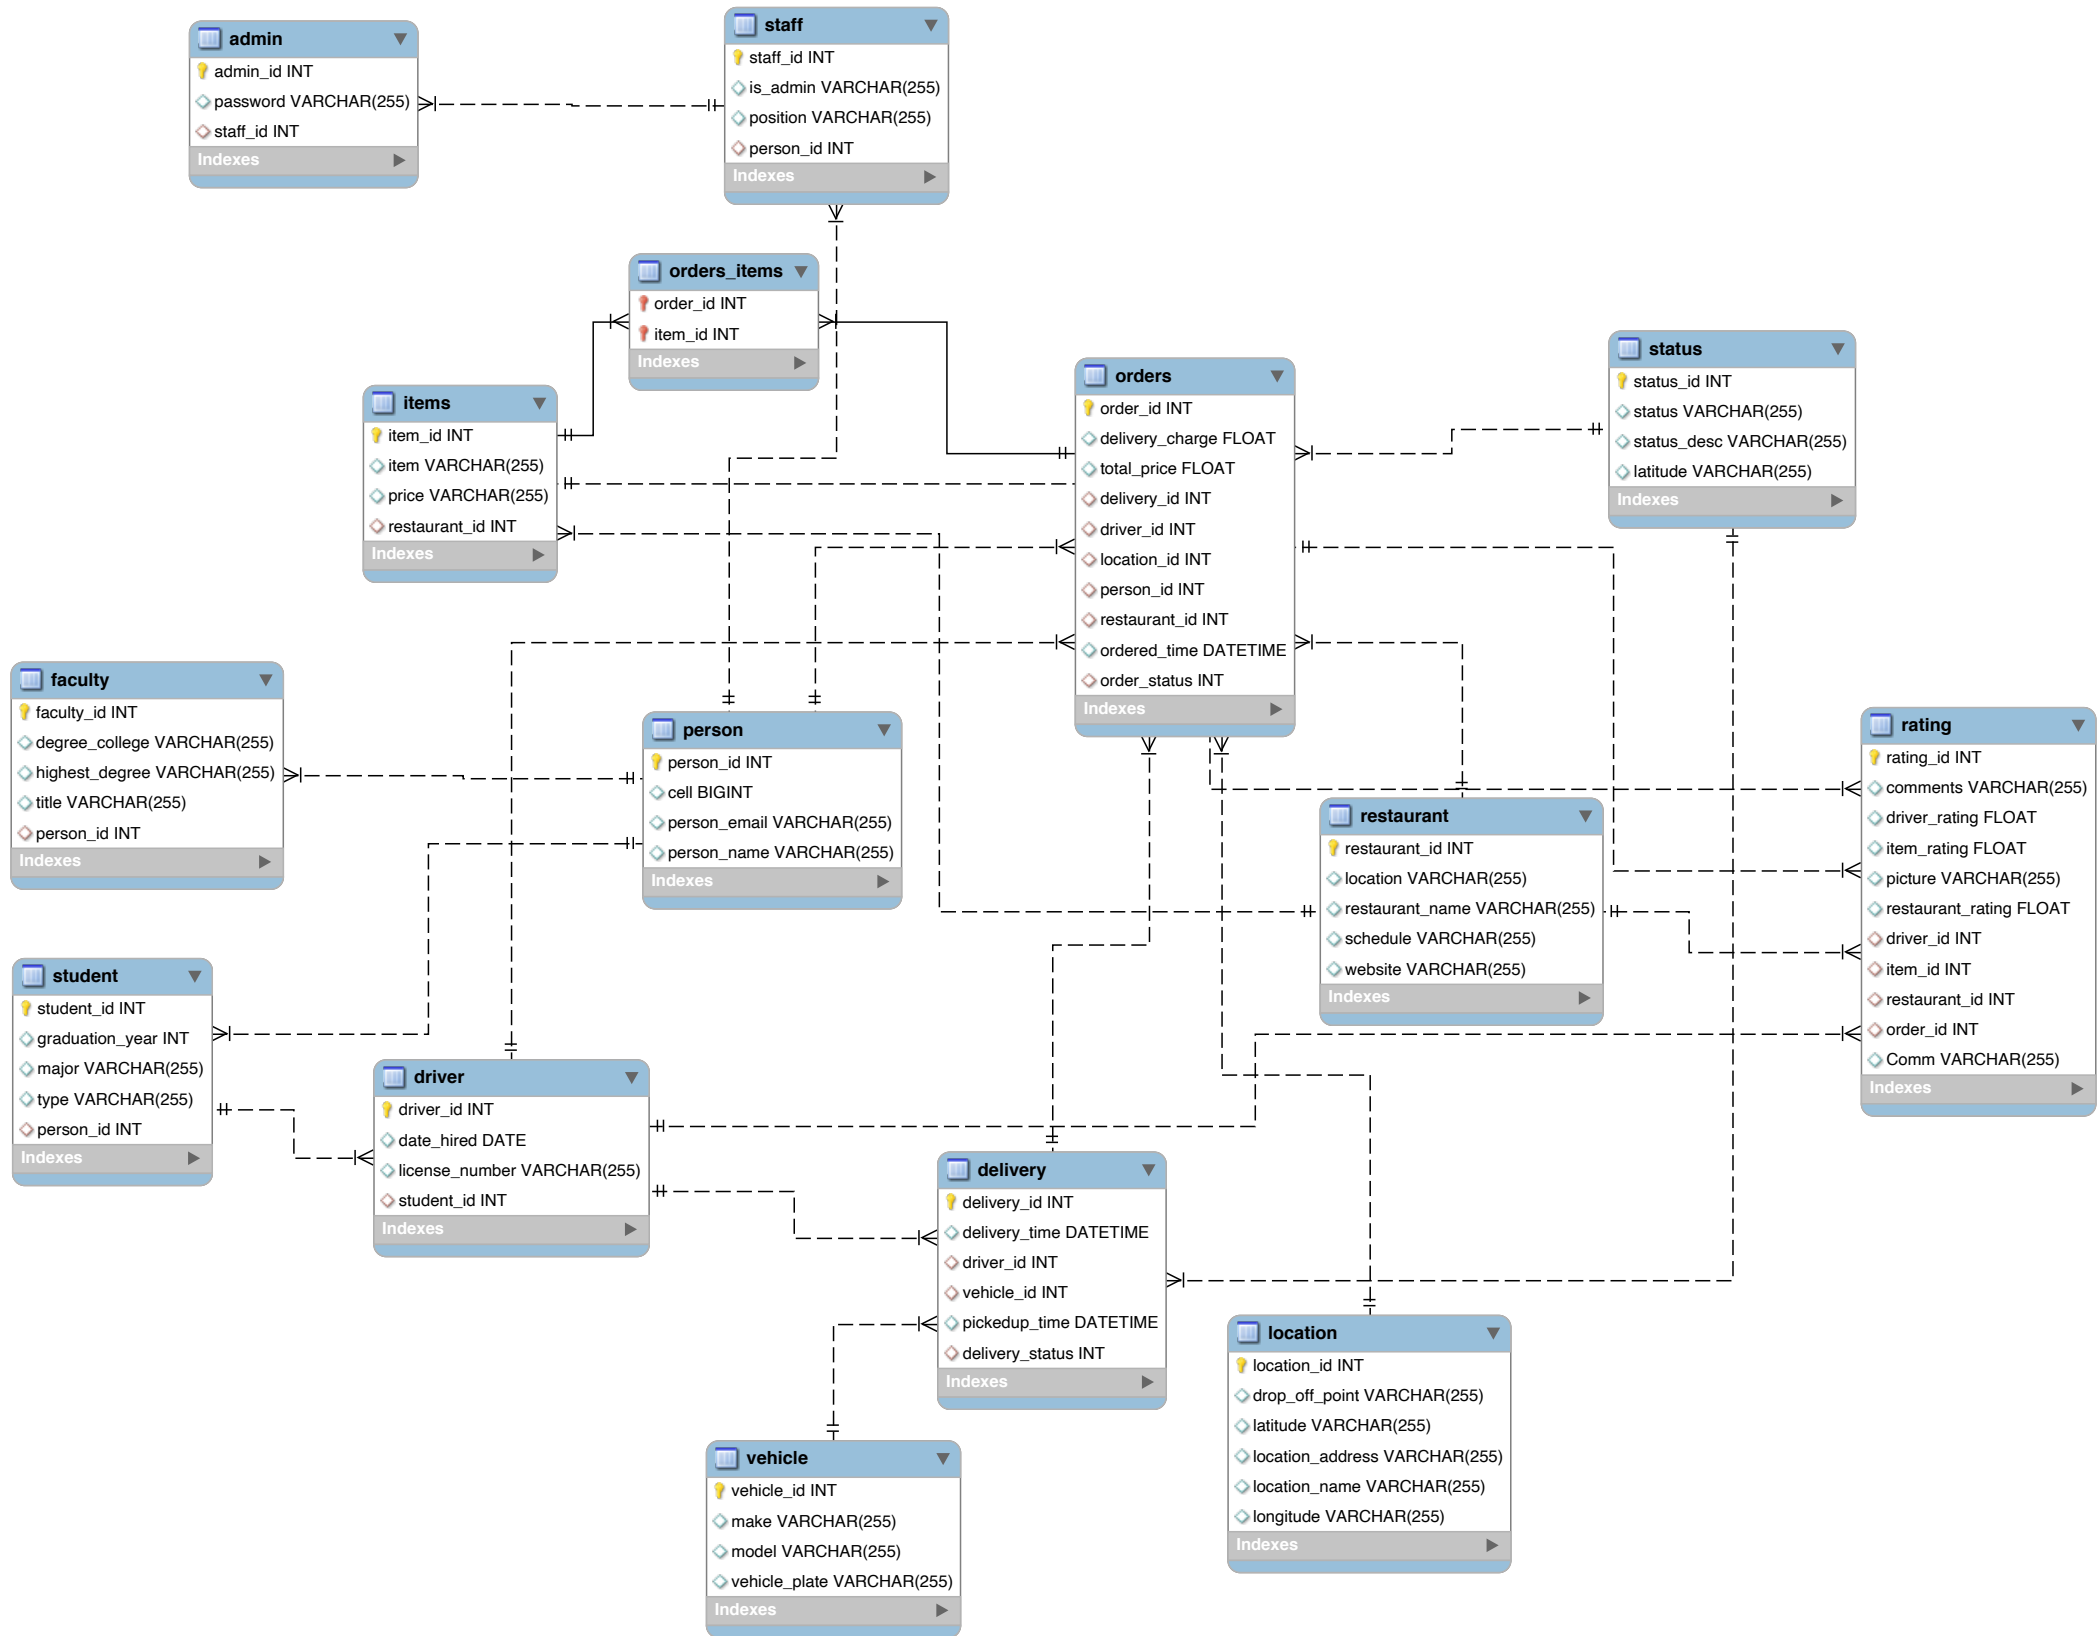 admin
admin_id INT
password VARCHAR(255)
staff_id INT
Indexes
staff
staff_id INT
is_admin VARCHAR(255)
position VARCHAR(255)
person_id INT
Indexes
orders_items
order_id INT
item_id INT
Indexes
items
item_id INT
item VARCHAR(255)
price VARCHAR(255)
restaurant_id INT
Indexes
orders
order_id INT
delivery_charge FLOAT
total_price FLOAT
delivery_id INT
driver_id INT
location_id INT
person_id INT
restaurant_id INT
ordered_time DATETIME
order_status INT
Indexes
status
status_id INT
status VARCHAR(255)
status_desc VARCHAR(255)
latitude VARCHAR(255)
Indexes
faculty
faculty_id INT
degree_college VARCHAR(255)
highest_degree VARCHAR(255)
title VARCHAR(255)
person_id INT
Indexes
person
person_id INT
cell BIGINT
person_email VARCHAR(255)
person_name VARCHAR(255)
Indexes
restaurant
restaurant_id INT
location VARCHAR(255)
restaurant_name VARCHAR(255)
schedule VARCHAR(255)
website VARCHAR(255)
Indexes
rating
rating_id INT
comments VARCHAR(255)
driver_rating FLOAT
item_rating FLOAT
picture VARCHAR(255)
restaurant_rating FLOAT
driver_id INT
item_id INT
restaurant_id INT
order_id INT
Comm VARCHAR(255)
Indexes
student
student_id INT
graduation_year INT
major VARCHAR(255)
type VARCHAR(255)
person_id INT
Indexes
driver
driver_id INT
date_hired DATE
license_number VARCHAR(255)
student_id INT
Indexes
delivery
delivery_id INT
delivery_time DATETIME
driver_id INT
vehicle_id INT
pickedup_time DATETIME
delivery_status INT
Indexes
location
location_id INT
drop_off_point VARCHAR(255)
latitude VARCHAR(255)
location_address VARCHAR(255)
location_name VARCHAR(255)
longitude VARCHAR(255)
Indexes
vehicle
vehicle_id INT
make VARCHAR(255)
model VARCHAR(255)
vehicle_plate VARCHAR(255)
Indexes